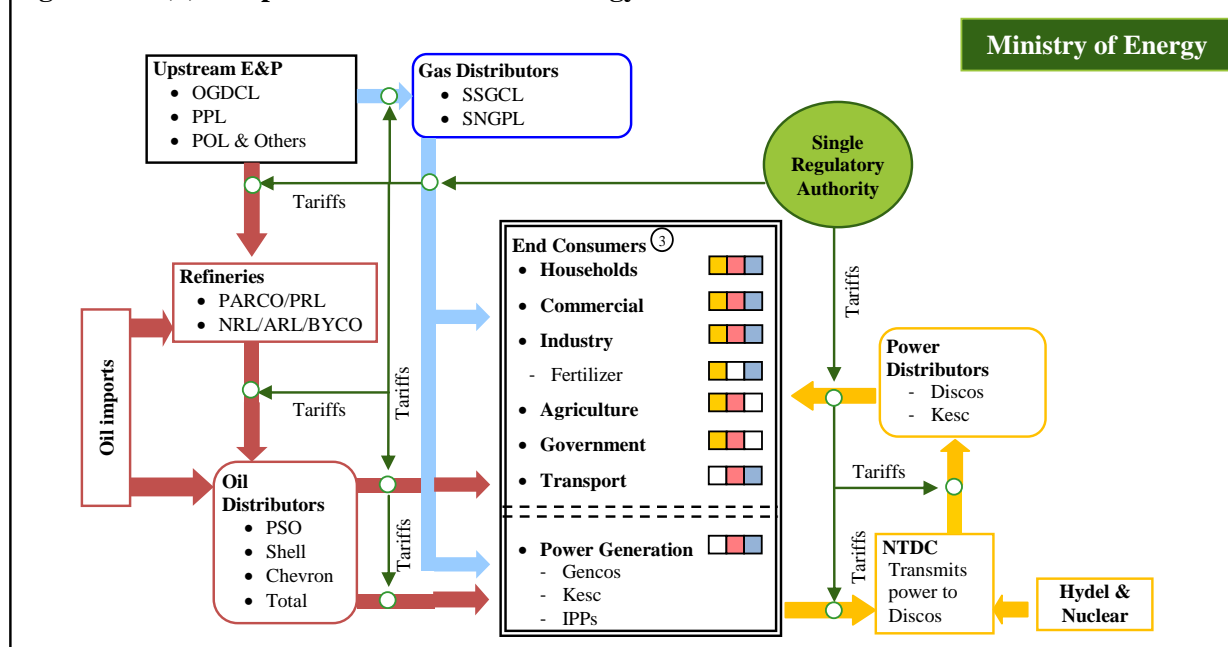 Ministry of Energy
Upstream E&P
• OGDCL
• PPL
• POL & Others
Gas Distributors
• SSGCL
• SNGPL
Single
Regulatory
Authority
Tariffs
End Consumers 3
• Households
• Commercial
• Industry
- Fertilizer
• Agriculture
• Government
• Transport
• Power Generation
- Gencos
- Kesc
- IPPs
Refineries
• PARCO/PRL
• NRL/ARL/BYCO
Oil imports
Tariffs
Tariffs
Tariffs
Oil
Distributors
• PSO
• Shell
• Chevron
• Total
Tariffs
Power
Distributors
- Discos
- Kesc
Tariffs
Tariffs
NTDC
Transmits
power to
Discos
Hydel &
Nuclear